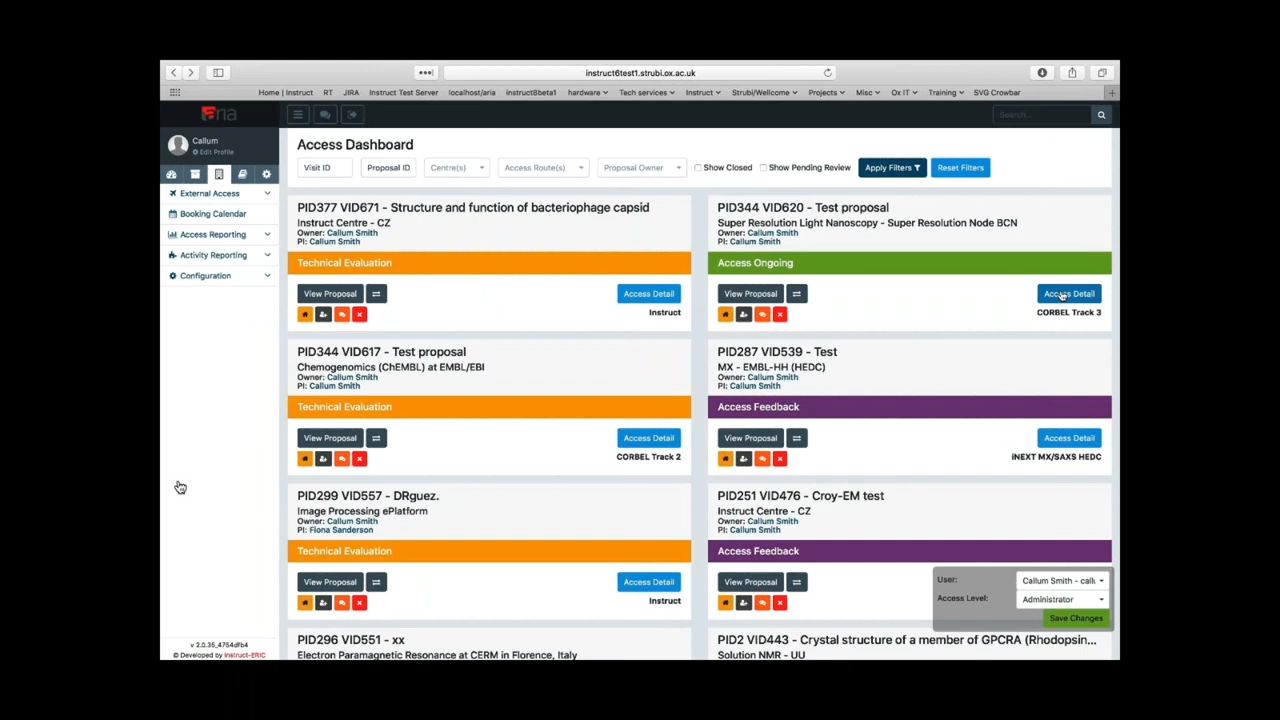 instruct6test1.strubi.ox.ac.uk
Home | Instruct RT JIRA Instruct Test Server localhost/aria instruct8beta1 hardware Tech services Instruct Strubi/Wellcome Projects Misc Ox IT Training SVG Crowbar
aria
Search...
Callum
Edit Profile
External Access
Booking Calendar
Access Reporting
Activity Reporting
Configuration
Access Dashboard
Visit ID Proposal ID Centre(s) Access Route(s) Proposal Owner Show Closed Show Pending Review Apply Filters Reset Filters
PID377 VID671 - Structure and function of bacteriophage capsid
Instruct Centre - CZ
Owner: Callum Smith
PI: Callum Smith
Technical Evaluation
View Proposal Access Detail
Instruct
PID344 VID620 - Test proposal
Super Resolution Light Nanoscopy - Super Resolution Node BCN
Owner: Callum Smith
PI: Callum Smith
Access Ongoing
View Proposal Access Detail
CORBEL Track 3
PID344 VID617 - Test proposal
Chemogenomics (ChEMBL) at EMBL/EBI
Owner: Callum Smith
PI: Callum Smith
Technical Evaluation
View Proposal Access Detail
CORBEL Track 2
PID287 VID539 - Test
MX - EMBL-HH (HEDC)
Owner: Callum Smith
PI: Callum Smith
Access Feedback
View Proposal Access Detail
iNEXT MX/SAXS HEDC
PID299 VID557 - DRguez.
Image Processing ePlatform
Owner: Callum Smith
PI: Fiona Sanderson
Technical Evaluation
View Proposal Access Detail
Instruct
PID251 VID476 - Croy-EM test
Instruct Centre - CZ
Owner: Callum Smith
PI: Callum Smith
Access Feedback
View Proposal
User: Callum Smith - call
Access Level: Administrator
Save Changes
PID296 VID551 - xx
Electron Paramagnetic Resonance at CERM in Florence, Italy
PID2 VID443 - Crystal structure of a member of GPCRA (Rhodopsin...
Solution NMR - UU
v 2.0.35_4754dfb4
© Developed by Instruct-ERIC